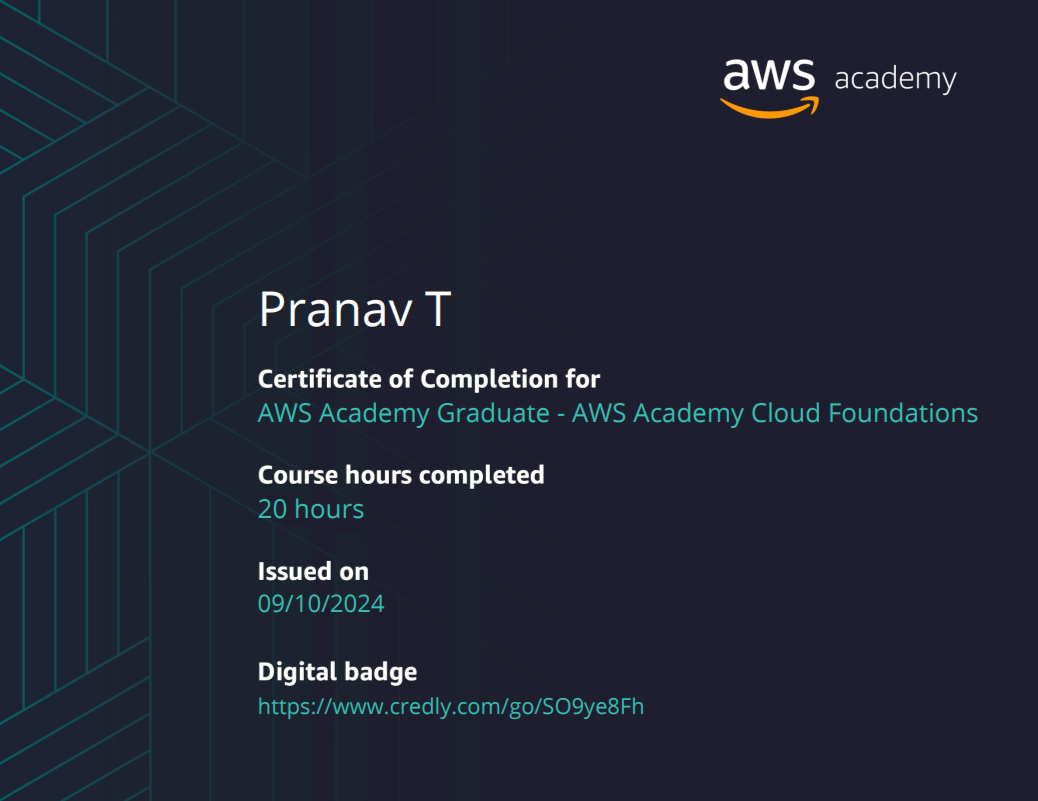 aws academy
Pranav T
Certificate of Completion for
AWS Academy Graduate - AWS Academy Cloud Foundations
Course hours completed
20 hours
Issued on
09/10/2024
Digital badge
https://www.credly.com/go/SO9ye8Fh